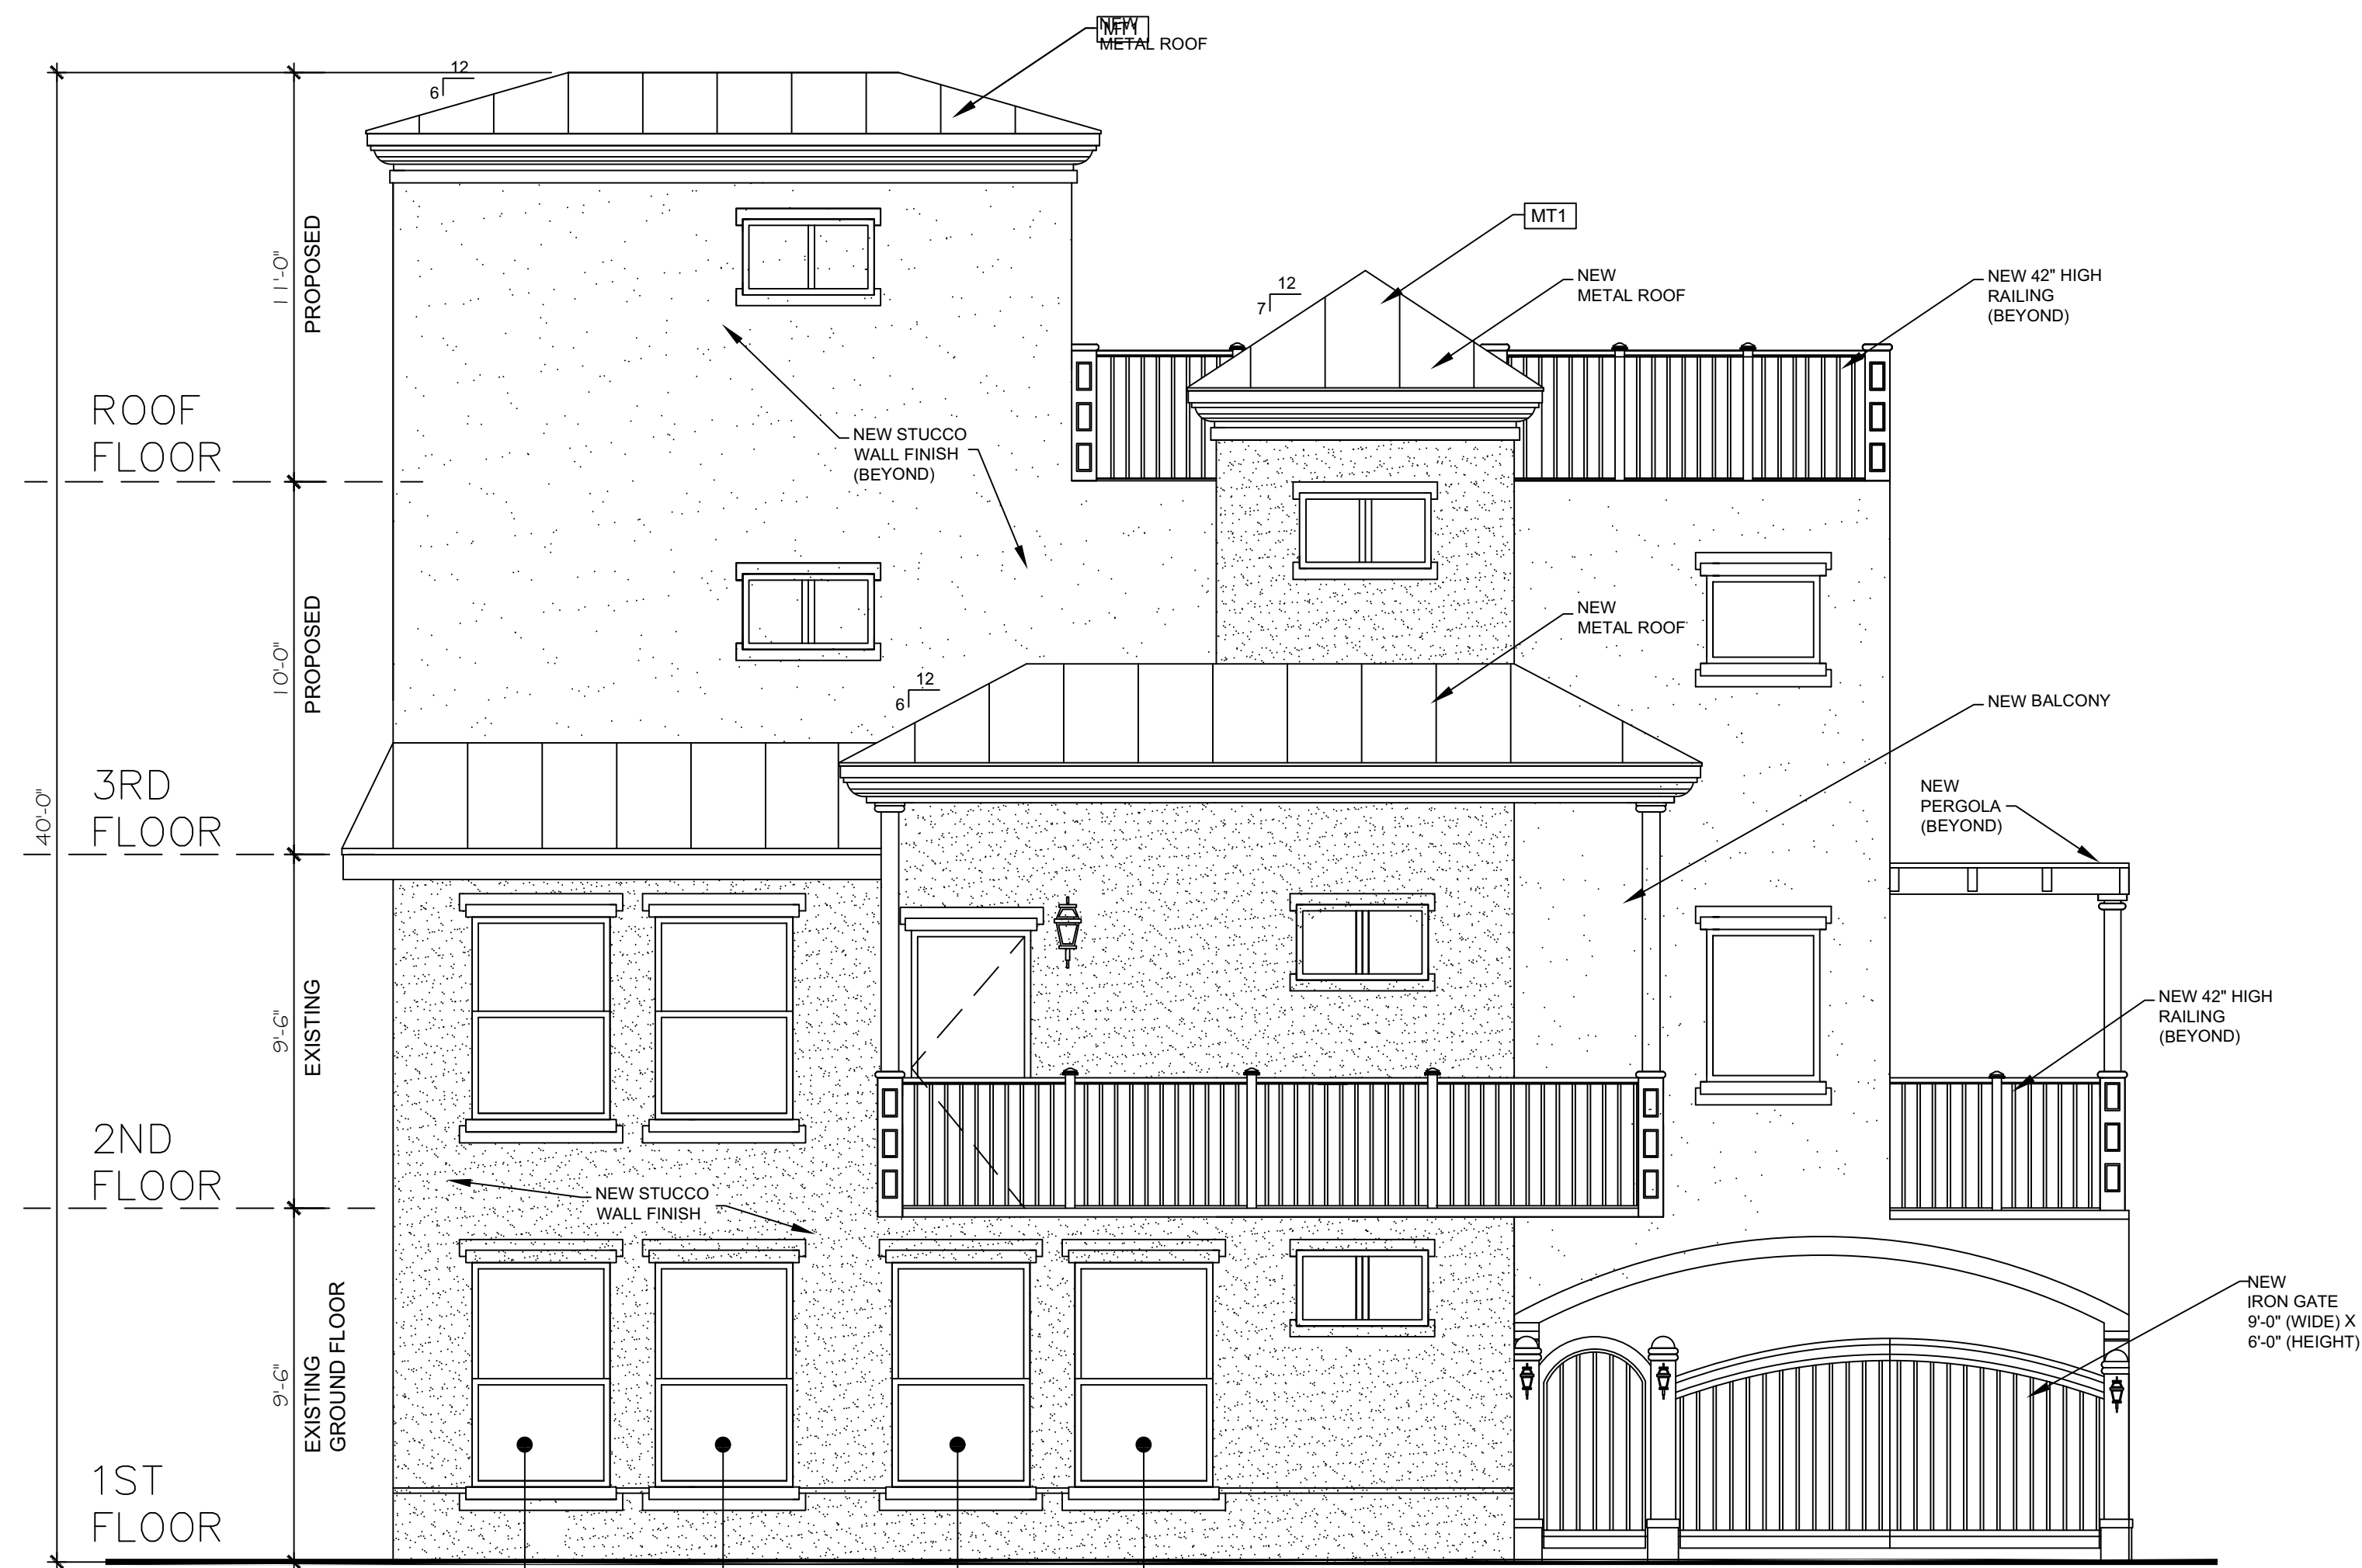 NEW
MT1
METAL ROOF
12
6
MT1
12
7
NEW
METAL ROOF
NEW 42" HIGH
RAILING
(BEYOND)
11'-0"
PROPOSED
ROOF
FLOOR
NEW STUCCO
WALL FINISH
(BEYOND)
10'-0"
PROPOSED
NEW
METAL ROOF
12
6
NEW BALCONY
3RD
FLOOR
40'-0"
NEW
PERGOLA
(BEYOND)
9'-6"
EXISTING
NEW 42" HIGH
RAILING
(BEYOND)
2ND
FLOOR
NEW STUCCO
WALL FINISH
NEW
IRON GATE
9'-0" (WIDE) X
6'-0" (HEIGHT)
9'-6"
EXISTING
GROUND FLOOR
1ST
FLOOR